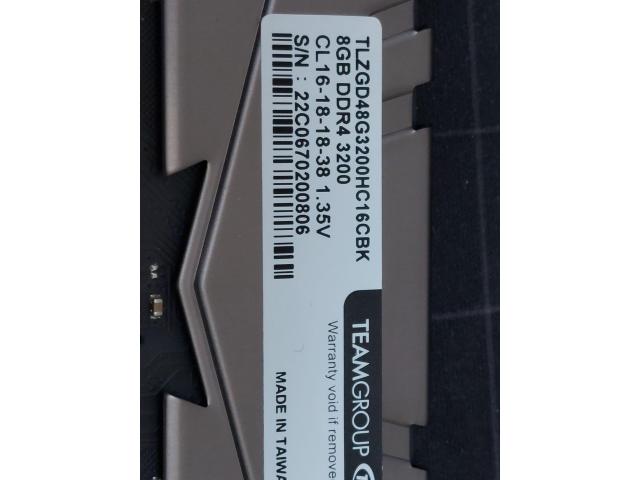 TLZGD48G3200HC16CBK
8GB DDR4 3200
CL16-18-18-38 1.35V
S/N : 22C0670200806
TEAMGROUP
Warranty void if remove
MADE IN TAIWA